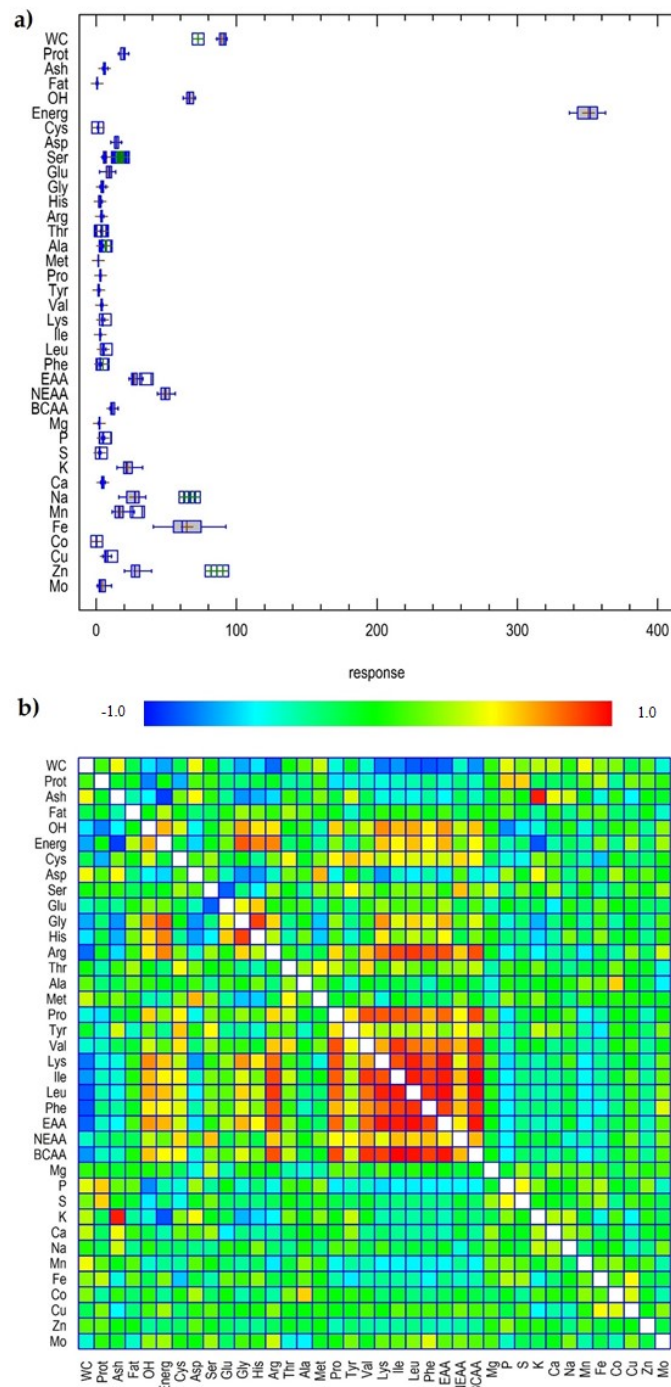 a)
WC
Prot
Ash
Fat
OH
Energ
Cys
Asp
Ser
Glu
Gly
His
Arg
Thr
Ala
Met
Pro
Tyr
Val
Lys
Ile
Leu
Phe
EAA
NEAA
BCAA
Mg
P
S
K
Ca
Na
Mn
Fe
Co
Cu
Zn
Mo
0 100 200 300 400
response
b)
-1.0 1.0
WC
Prot
Ash
Fat
OH
Energ
Cys
Asp
Ser
Glu
Gly
His
Arg
Thr
Ala
Met
Pro
Tyr
Val
Lys
Ile
Leu
Phe
EAA
NEAA
BCAA
Mg
P
S
K
Ca
Na
Mn
Fe
Co
Cu
Zn
Mo
WC Prot Ash Fat OH Energ Cys Asp Ser Glu Gly His Arg Thr Ala Met Pro Tyr Val Lys Ile Leu Phe EAA NEAA BCAA Mg P S K Ca Na Mn Fe Co Cu Zn Mo